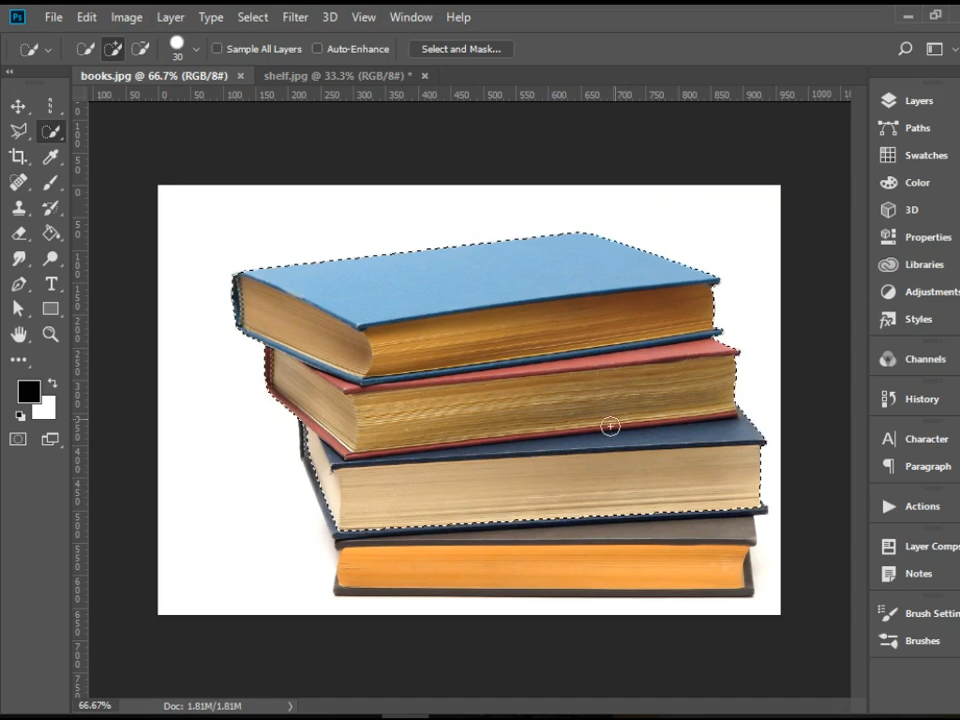 Ps File Edit Image Layer Type Select Filter 3D View Window Help
30 Sample All Layers Auto-Enhance Select and Mask...
books.jpg @ 66.7% (RGB/8#) × shelf.jpg @ 33.3% (RGB/8#) * ×
100 50 0 50 100 150 200 250 300 350 400 450 500 550 600 650 700 750 800 850 900 950 1000
Layers
Paths
Swatches
Color
3D
Properties
Libraries
Adjustments
Styles
Channels
History
Character
Paragraph
Actions
Layer Comps
Notes
Brush Settin
Brushes
66.67% Doc: 1.81M/1.81M